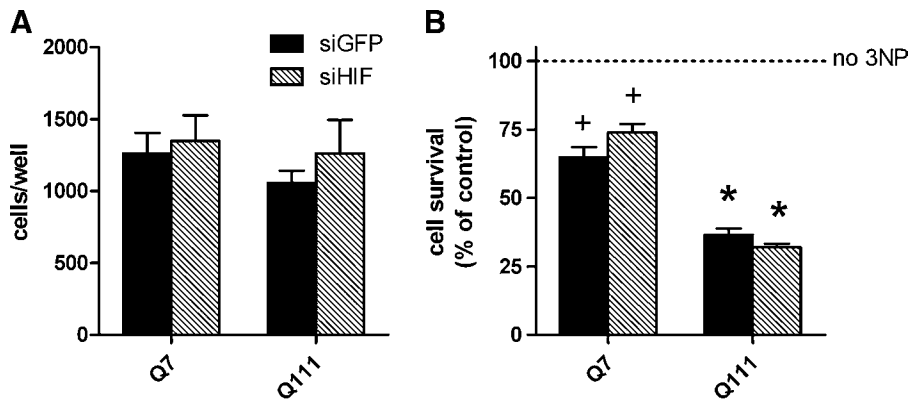 A
2000
1500
1000
500
0
cells/well
siGFP
siHIF
Q7
Q111
B
100
75
50
25
0
cell survival
(% of control)
no 3NP
+
+
*
*
Q7
Q111